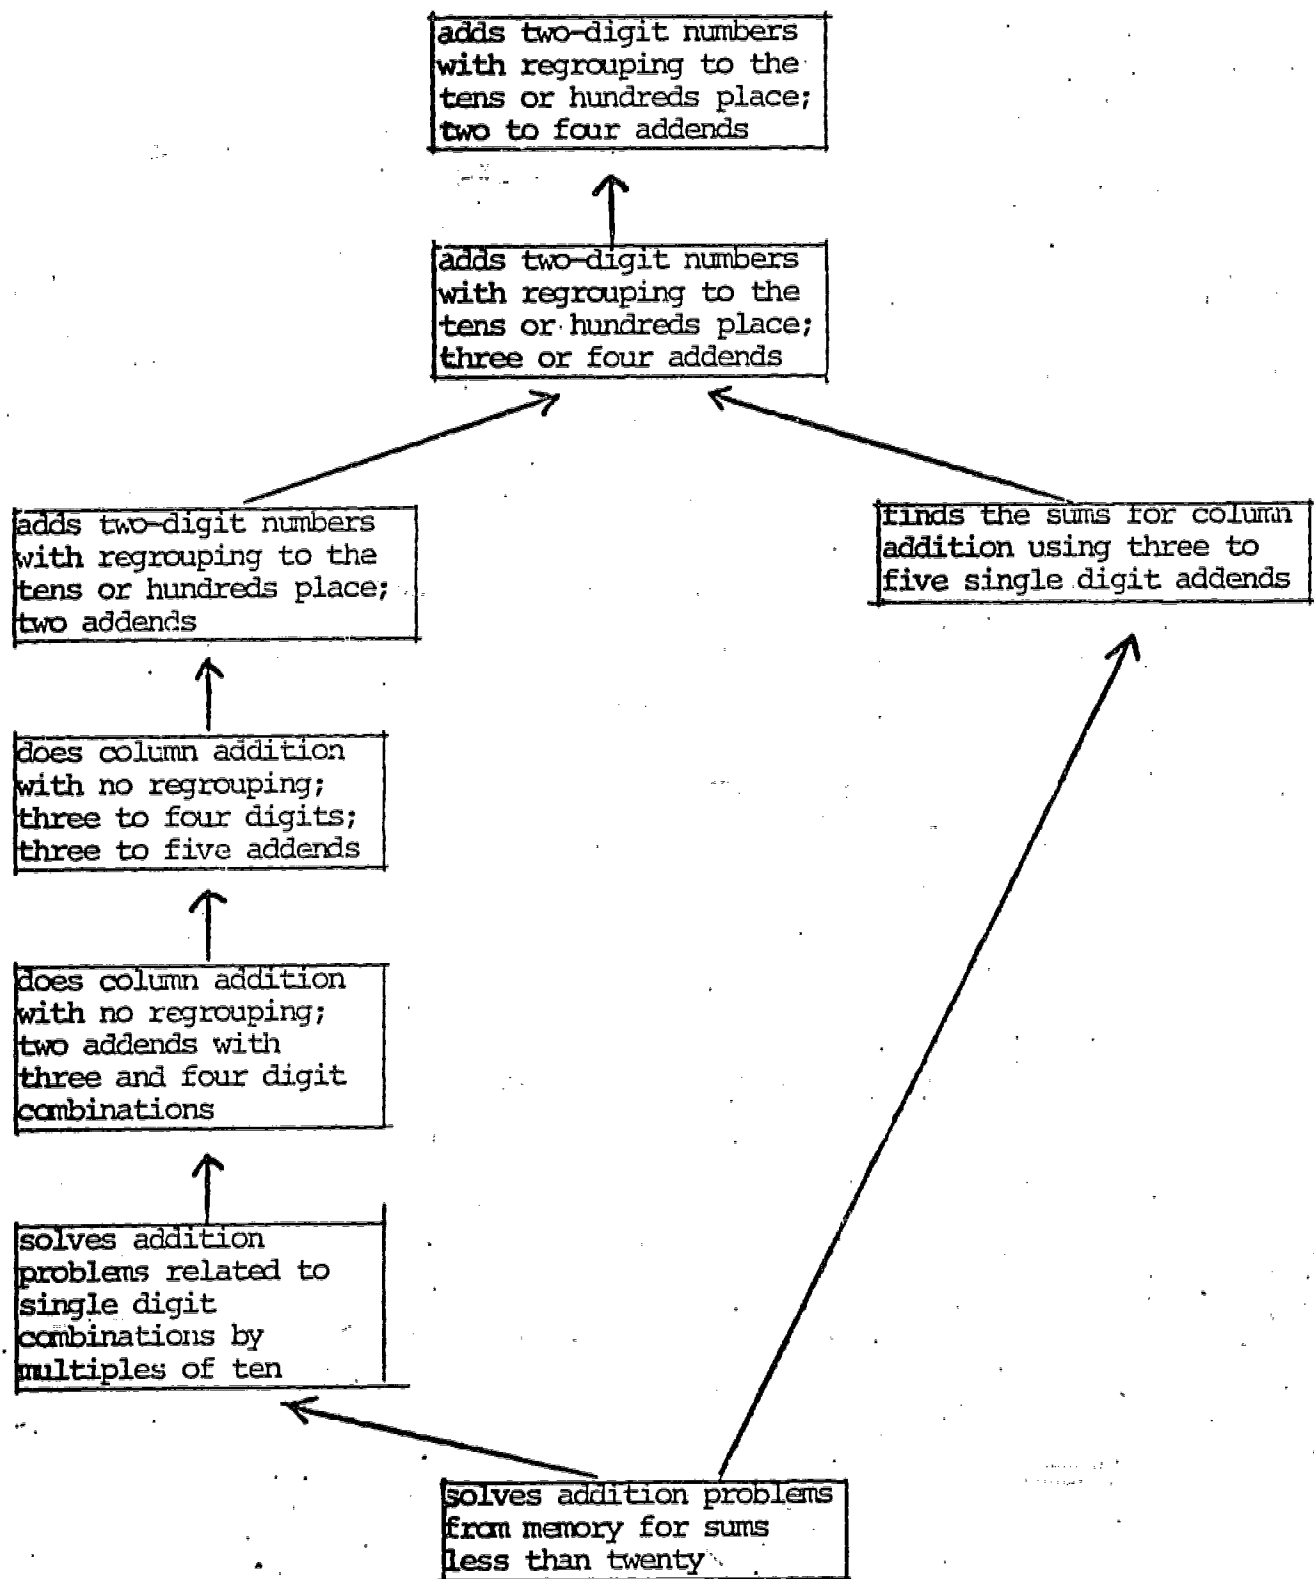 adds two-digit numbers
with regrouping to the
tens or hundreds place;
two to four addends
adds two-digit numbers
with regrouping to the
tens or hundreds place;
three or four addends
adds two-digit numbers
with regrouping to the
tens or hundreds place;
two addends
finds the sums for column
addition using three to
five single digit addends
does column addition
with no regrouping;
three to four digits;
three to five addends
does column addition
with no regrouping;
two addends with
three and four digit
combinations
solves addition
problems related to
single digit
combinations by
multiples of ten
solves addition problems
from memory for sums
less than twenty